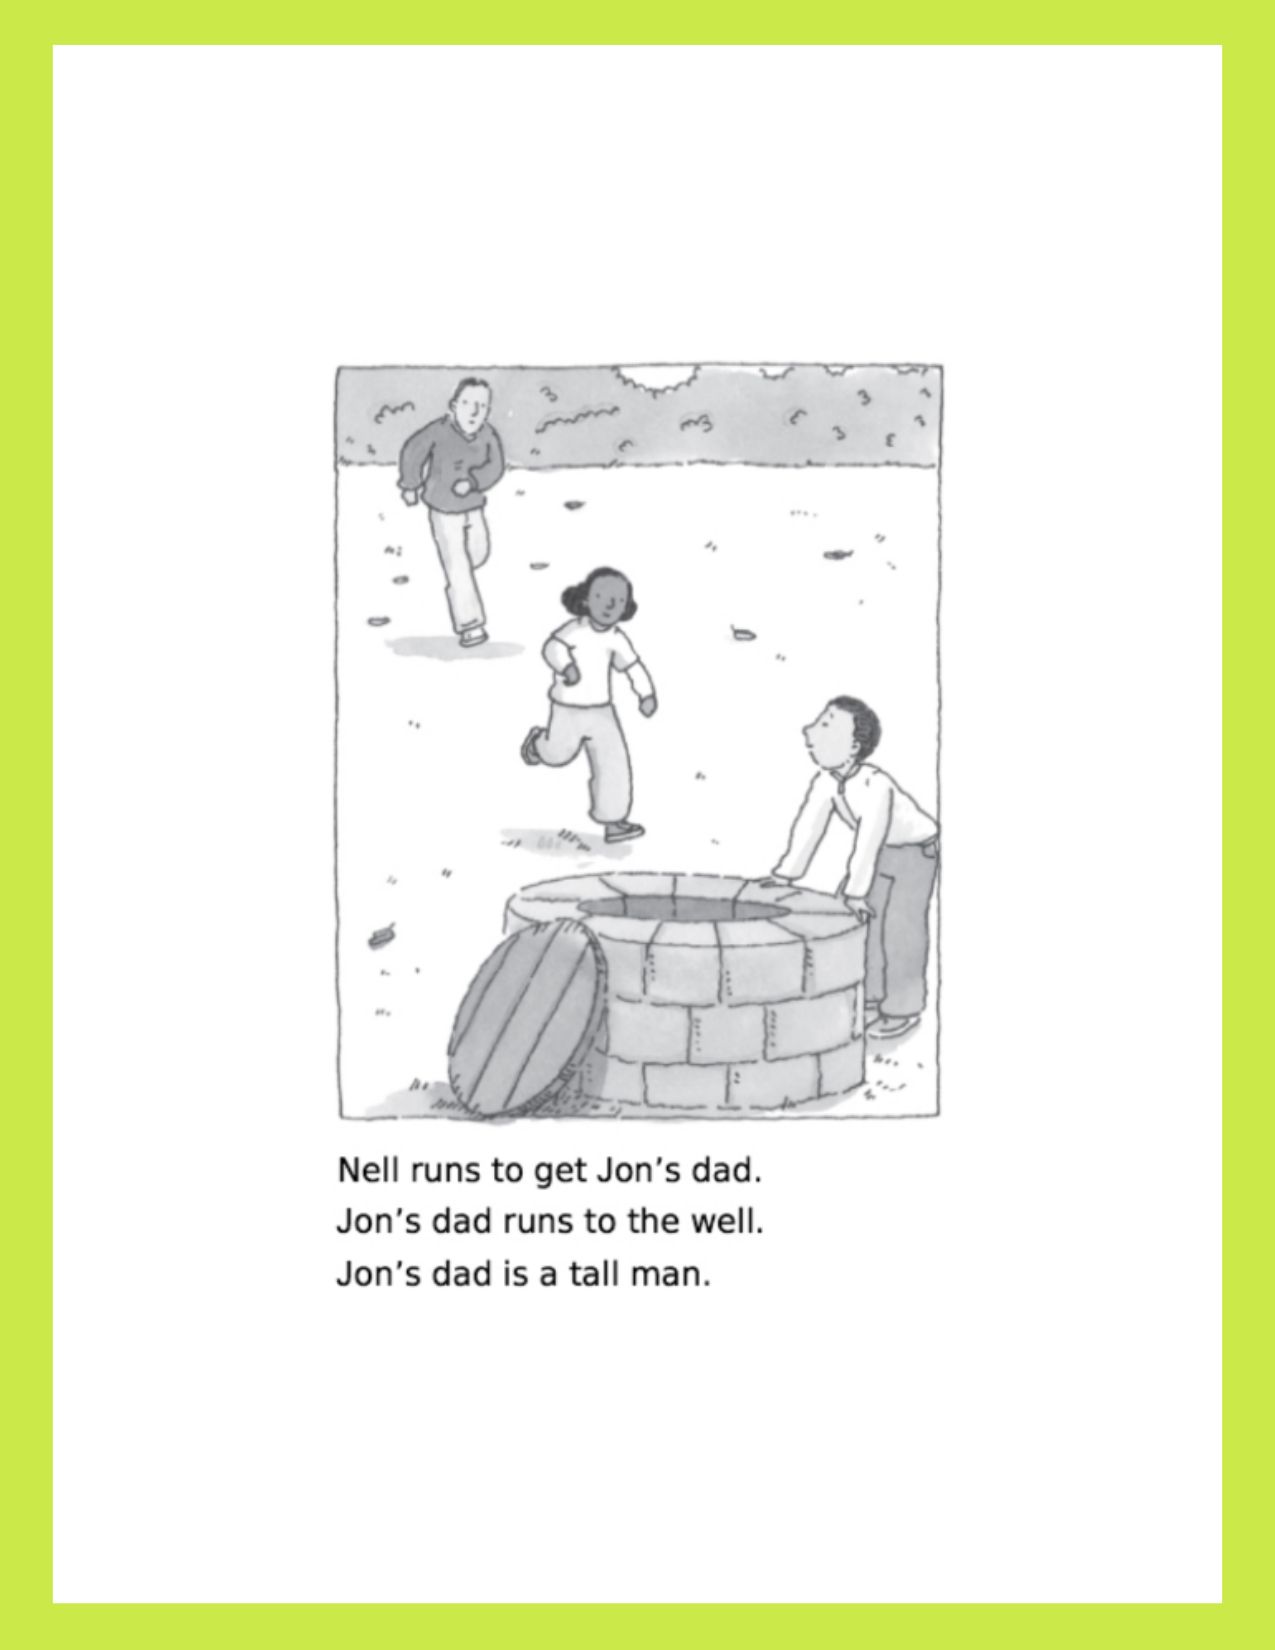 Nell runs to get Jon’s dad.
Jon’s dad runs to the well.
Jon’s dad is a tall man.